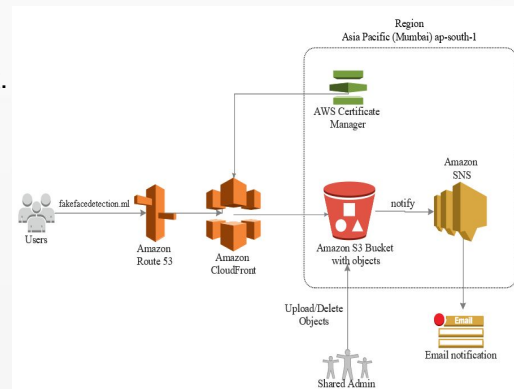 Region
Asia Pacific (Mumbai) ap-south-1
AWS Certificate
Manager
Amazon
SNS
fakefacedetection.ml
notify
Users
Amazon
Route 53
Amazon
CloudFront
Amazon S3 Bucket
with objects
Upload/Delete
Objects
Email
Email notification
Shared Admin